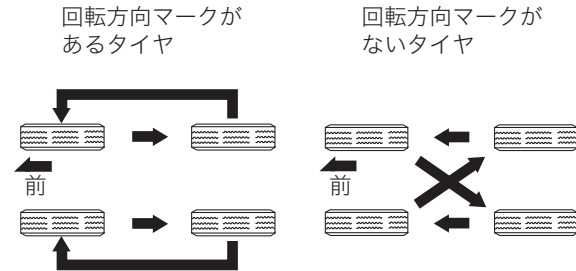 回転方向マークが
あるタイヤ
回転方向マークが
ないタイヤ
前
前